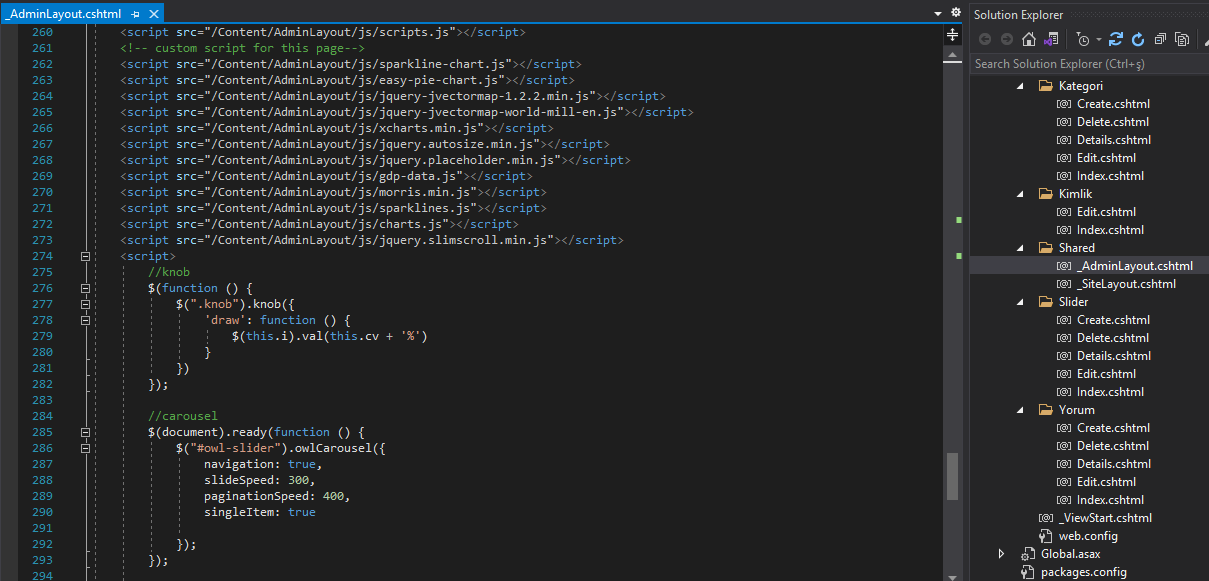 _AdminLayout.cshtml
260 <script src="/Content/AdminLayout/js/scripts.js"></script>
261 <!-- custom script for this page-->
262 <script src="/Content/AdminLayout/js/sparkline-chart.js"></script>
263 <script src="/Content/AdminLayout/js/easy-pie-chart.js"></script>
264 <script src="/Content/AdminLayout/js/jquery-jvectormap-1.2.2.min.js"></script>
265 <script src="/Content/AdminLayout/js/jquery-jvectormap-world-mill-en.js"></script>
266 <script src="/Content/AdminLayout/js/xcharts.min.js"></script>
267 <script src="/Content/AdminLayout/js/jquery.autosize.min.js"></script>
268 <script src="/Content/AdminLayout/js/jquery.placeholder.min.js"></script>
269 <script src="/Content/AdminLayout/js/gdp-data.js"></script>
270 <script src="/Content/AdminLayout/js/morris.min.js"></script>
271 <script src="/Content/AdminLayout/js/sparklines.js"></script>
272 <script src="/Content/AdminLayout/js/charts.js"></script>
273 <script src="/Content/AdminLayout/js/jquery.slimscroll.min.js"></script>
274 <script>
275 //knob
276 $(function () {
277 $(".knob").knob({
278 'draw': function () {
279 $(this.i).val(this.cv + '%')
280 }
281 })
282 });
283
284 //carousel
285 $(document).ready(function () {
286 $("#owl-slider").owlCarousel({
287 navigation: true,
288 slideSpeed: 300,
289 paginationSpeed: 400,
290 singleItem: true
291
292 });
293 });
294
Solution Explorer
Search Solution Explorer (Ctrl+ş)
Kategori
Create.cshtml
Delete.cshtml
Details.cshtml
Edit.cshtml
Index.cshtml
Kimlik
Edit.cshtml
Index.cshtml
Shared
_AdminLayout.cshtml
_SiteLayout.cshtml
Slider
Create.cshtml
Delete.cshtml
Details.cshtml
Edit.cshtml
Index.cshtml
Yorum
Create.cshtml
Delete.cshtml
Details.cshtml
Edit.cshtml
Index.cshtml
_ViewStart.cshtml
web.config
Global.asax
packages.config